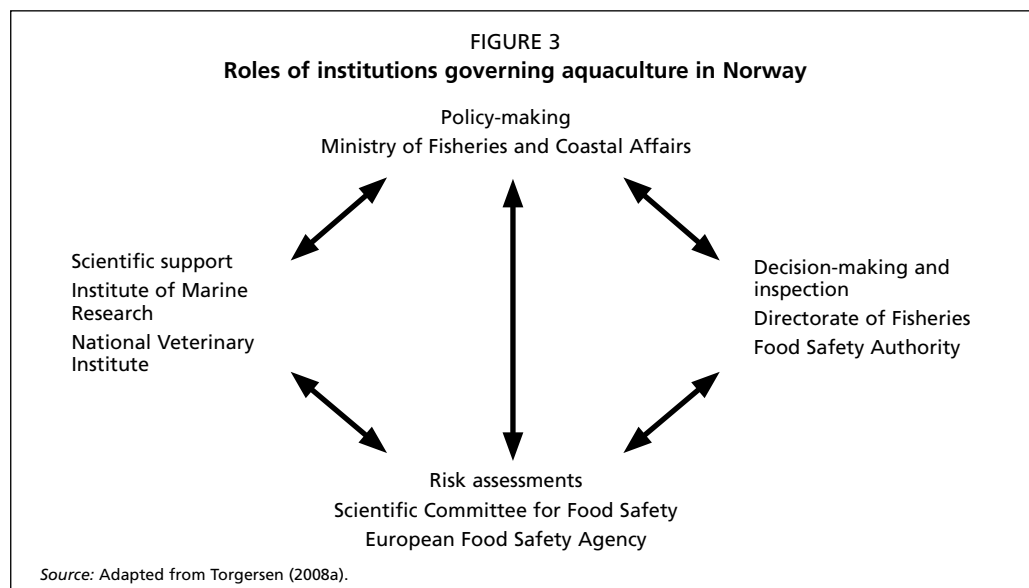 FIGURE 3
Roles of institutions governing aquaculture in Norway
Policy-making
Ministry of Fisheries and Coastal Affairs
Scientific support
Institute of Marine
Research
National Veterinary
Institute
Decision-making and
inspection
Directorate of Fisheries
Food Safety Authority
Risk assessments
Scientific Committee for Food Safety
European Food Safety Agency
Source: Adapted from Torgersen (2008a).